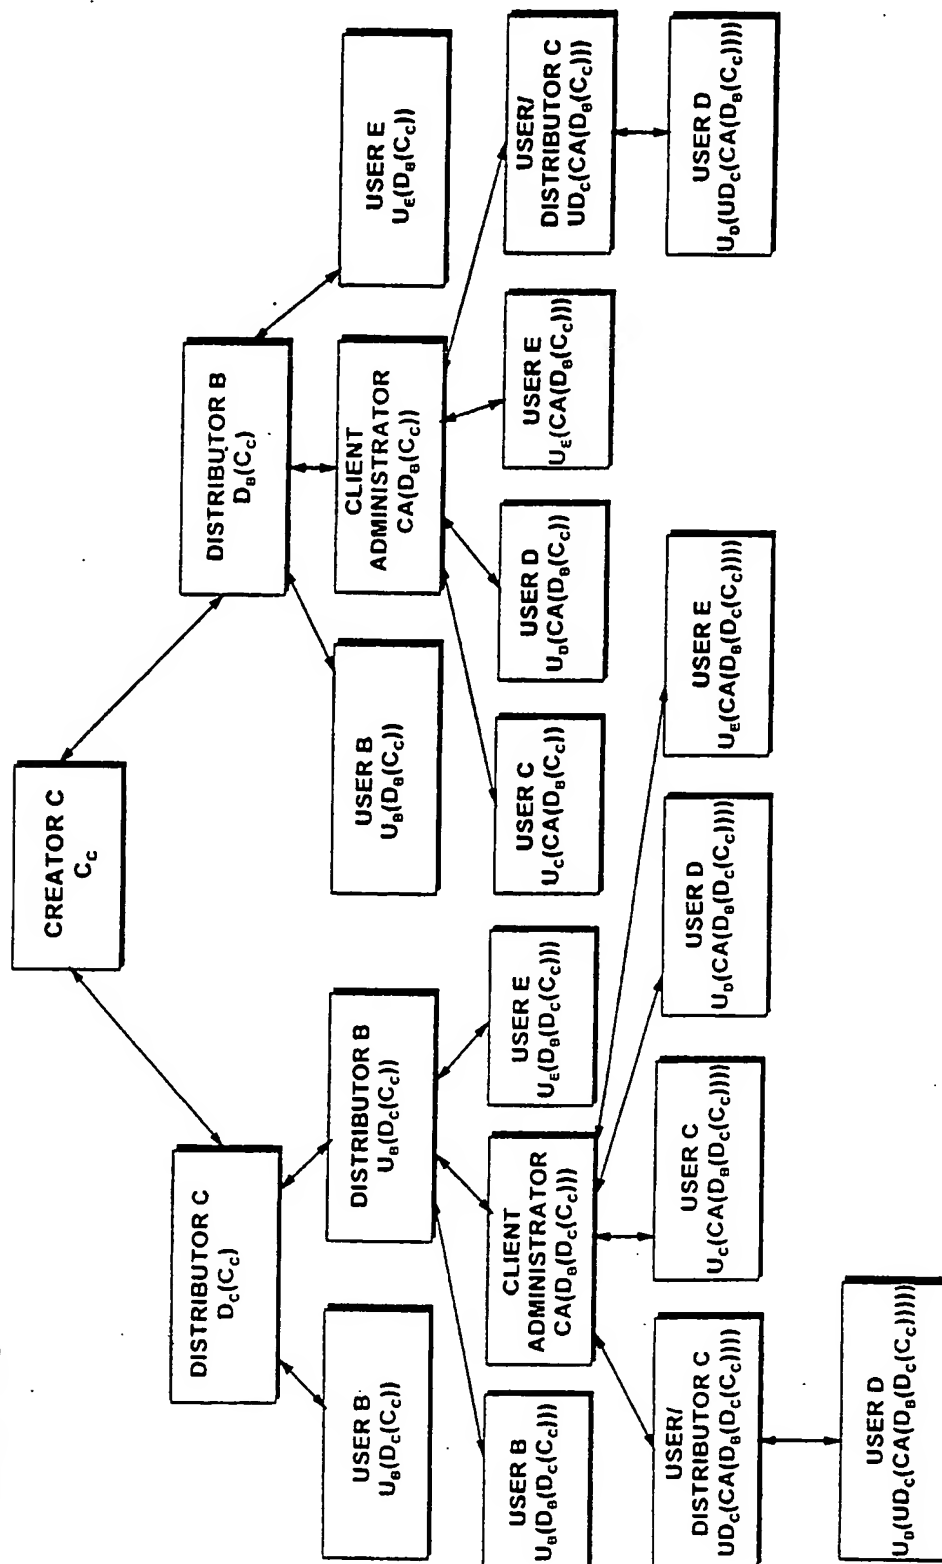 CREATOR C
C_C
DISTRIBUTOR C
D_C(C_C)
DISTRIBUTOR B
D_B(C_C)
USER B
U_B(D_C(C_C))
DISTRIBUTOR B
U_B(D_C(C_C))
USER B
U_B(D_B(C_C))
CLIENT
ADMINISTRATOR
CA(D_B(C_C))
USER E
U_E(D_B(C_C))
USER B
U_B(D_B(D_C(C_C)))
CLIENT
ADMINISTRATOR
CA(D_B(D_C(C_C)))
USER E
U_E(D_B(D_C(C_C)))
USER C
U_C(CA(D_B(C_C))
USER D
U_D(CA(D_B(C_C))
USER E
U_E(CA(D_B(C_C)))
USER/
DISTRIBUTOR C
UD_C(CA(D_B(C_C)))
USER/
DISTRIBUTOR C
UD_C(CA(D_B(D_C(C_C))))
USER C
U_C(CA(D_B(D_C(C_C))))
USER D
U_D(CA(D_B(D_C(C_C))))
USER E
U_E(CA(D_B(D_C(C_C))))
USER D
U_D(UD_C(CA(D_B(C_C))))
USER D
U_D(UD_C(CA(D_B(D_C(C_C)))))